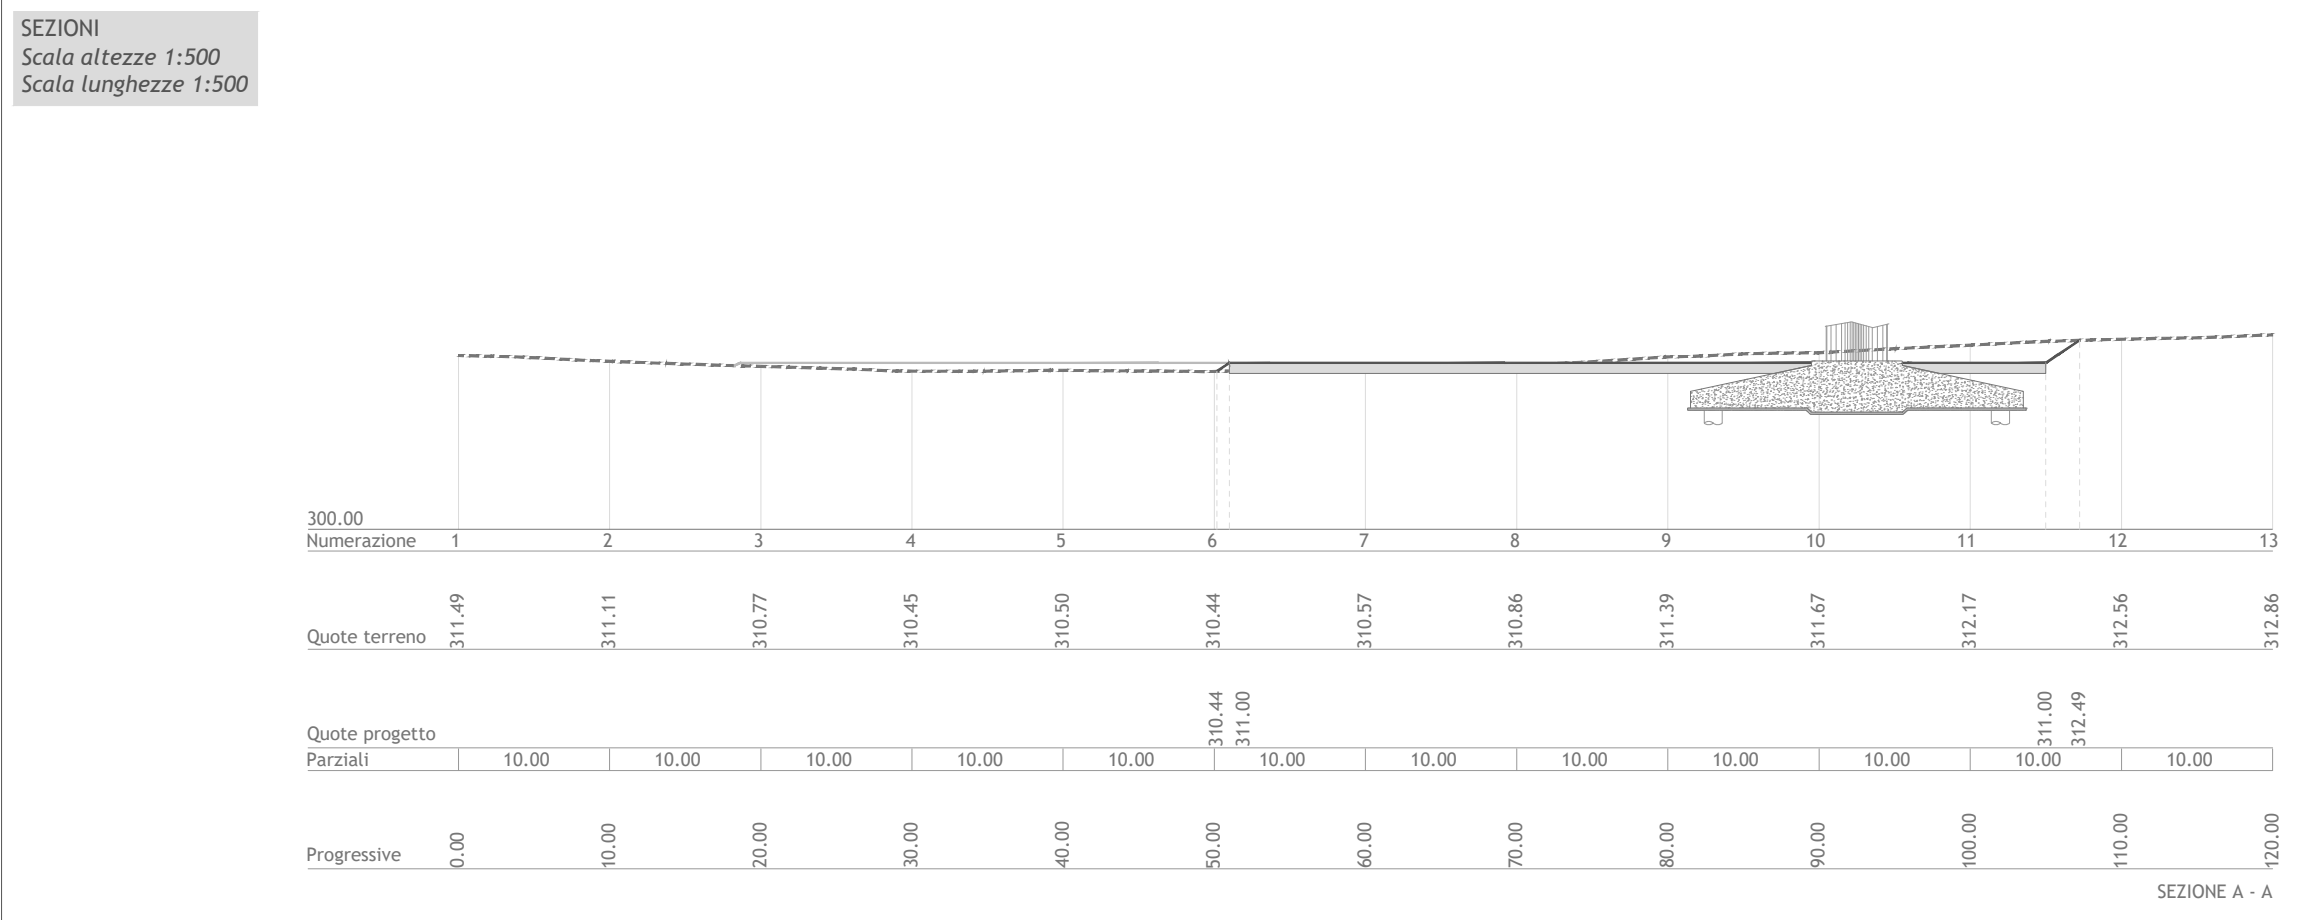 SEZIONI
Scala altezze 1:500
Scala lunghezze 1:500
300.00
Numerazione 1 2 3 4 5 6 7 8 9 10 11 12 13
Quote terreno 311.49 311.11 310.77 310.45 310.50 310.44 310.57 310.86 311.39 311.67 312.17 312.56 312.86
Quote progetto 310.44 311.00 311.00 312.49
Parziali 10.00 10.00 10.00 10.00 10.00 10.00 10.00 10.00 10.00 10.00 10.00 10.00
Progressive 0.00 10.00 20.00 30.00 40.00 50.00 60.00 70.00 80.00 90.00 100.00 110.00 120.00
SEZIONE A - A